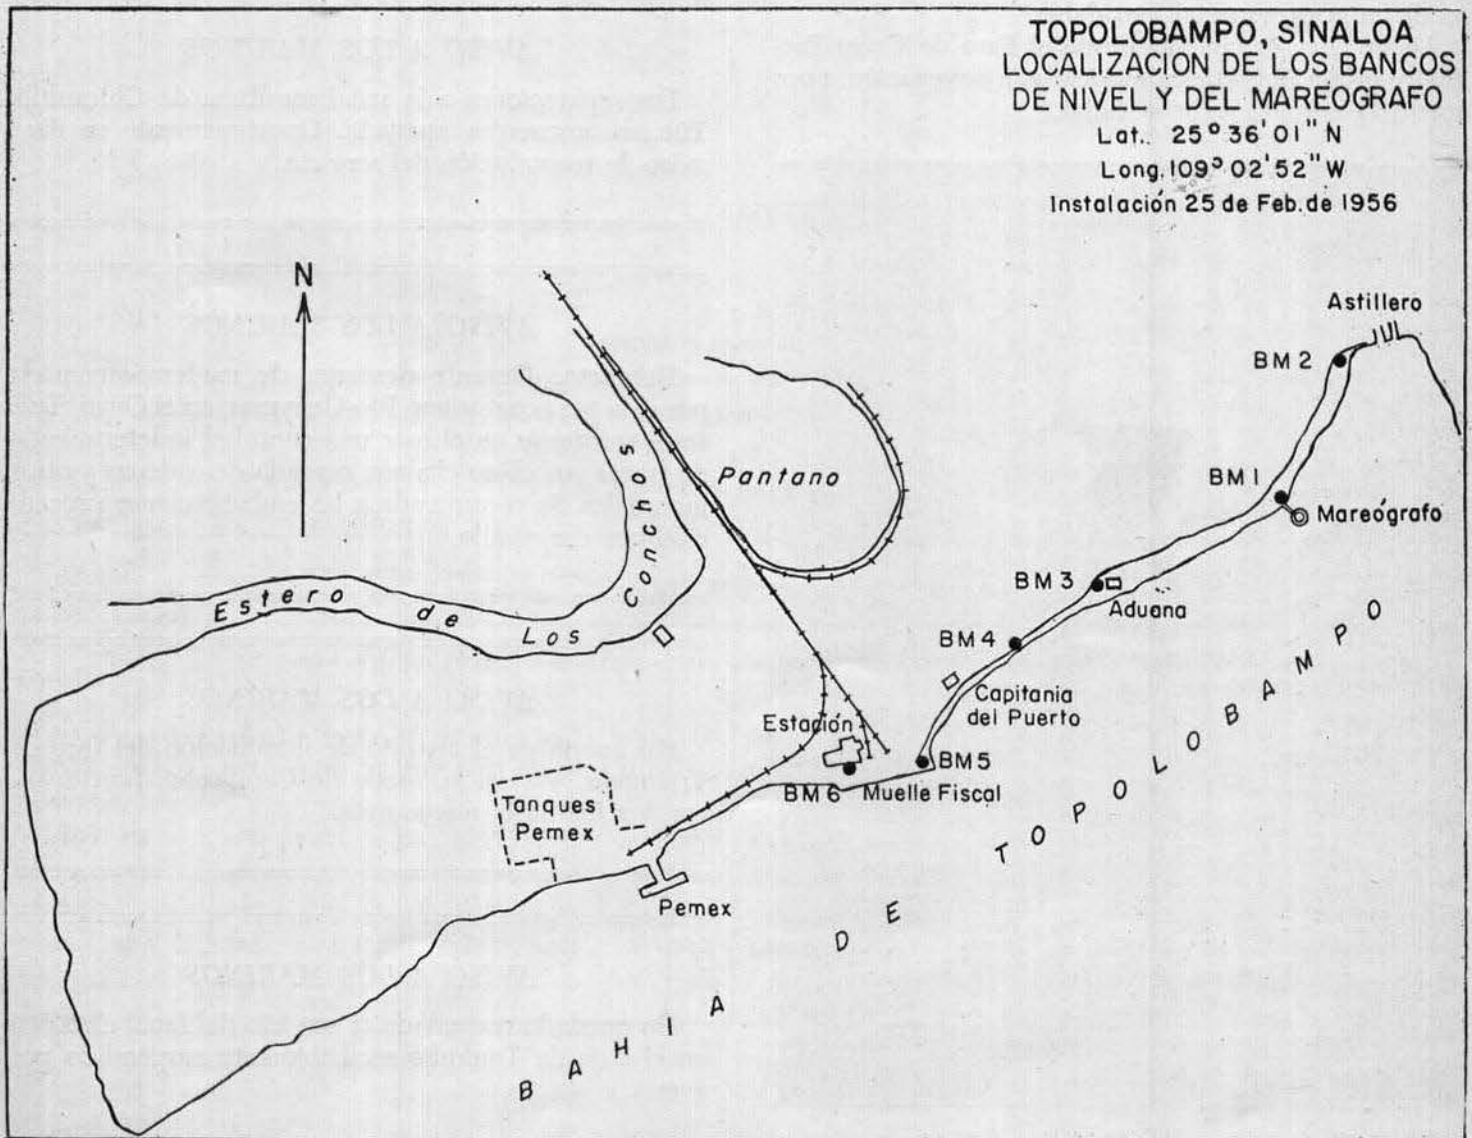 TOPOLOBAMPO, SINALOA
LOCALIZACION DE LOS BANCOS
DE NIVEL Y DEL MAREOGRAFO
Lat. 25° 36' 01" N
Long. 109° 02' 52" W
Instalación 25 de Feb. de 1956
N
Astillero
BM 2
BM 1
Mareógrafo
Pantano
BM 3
Aduana
Estero de Los Conchos
BM 4
Capitania
del Puerto
Estación
BM 5
BM 6
Muelle Fiscal
Tanques
Pemex
Pemex
BAHIA DE TOPOLOBAMPO